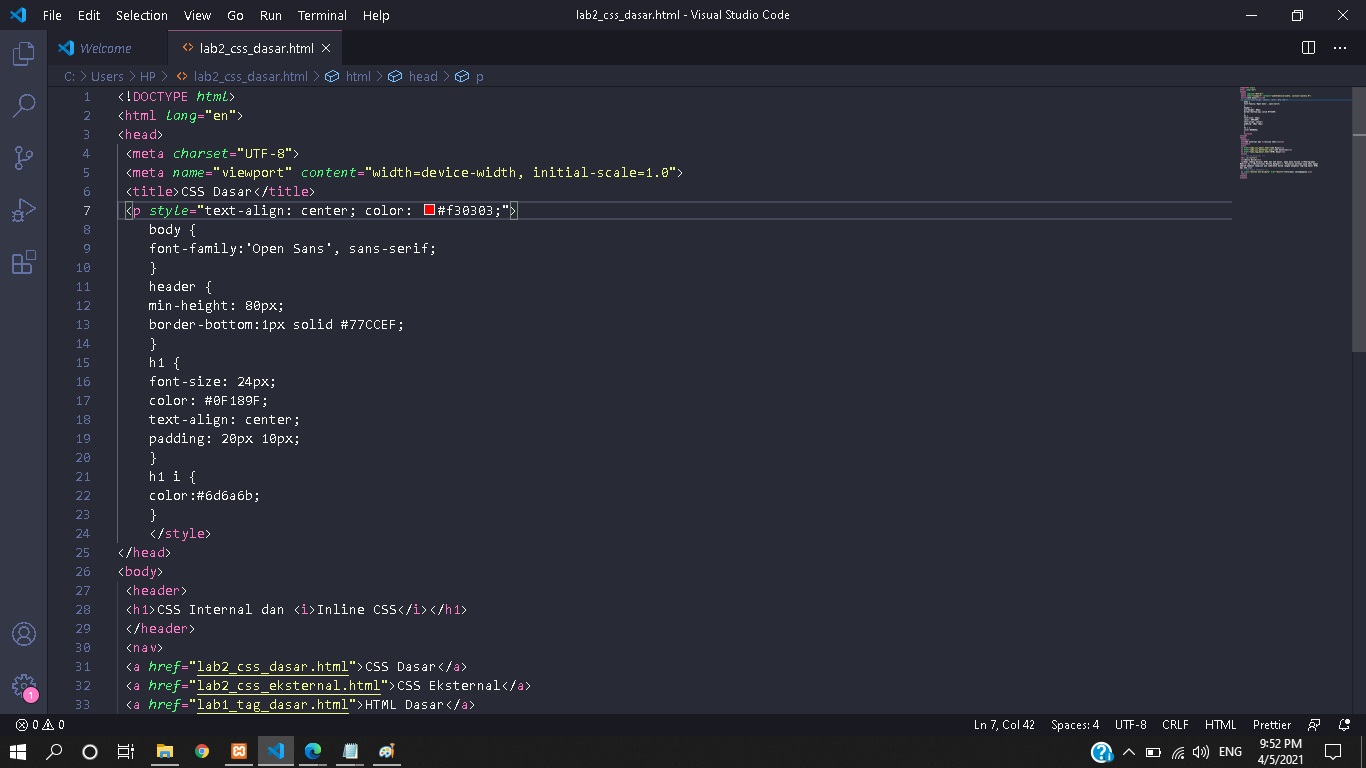 File Edit Selection View Go Run Terminal Help lab2_css_dasar.html - Visual Studio Code
Welcome lab2_css_dasar.html
C: > Users > HP > lab2_css_dasar.html > html > head > p
1 <!DOCTYPE html>
2 <html lang="en">
3 <head>
4 <meta charset="UTF-8">
5 <meta name="viewport" content="width=device-width, initial-scale=1.0">
6 <title>CSS Dasar</title>
7 <p style="text-align: center; color: #f30303;">
8 body {
9 font-family:'Open Sans', sans-serif;
10 }
11 header {
12 min-height: 80px;
13 border-bottom:1px solid #77CCEF;
14 }
15 h1 {
16 font-size: 24px;
17 color: #0F189F;
18 text-align: center;
19 padding: 20px 10px;
20 }
21 h1 i {
22 color:#6d6a6b;
23 }
24 </style>
25 </head>
26 <body>
27 <header>
28 <h1>CSS Internal dan <i>Inline CSS</i></h1>
29 </header>
30 <nav>
31 <a href="lab2_css_dasar.html">CSS Dasar</a>
32 <a href="lab2_css_eksternal.html">CSS Eksternal</a>
33 <a href="lab1_tag_dasar.html">HTML Dasar</a>
1
0 0 Ln 7, Col 42 Spaces: 4 UTF-8 CRLF HTML Prettier
ENG 9:52 PM
4/5/2021